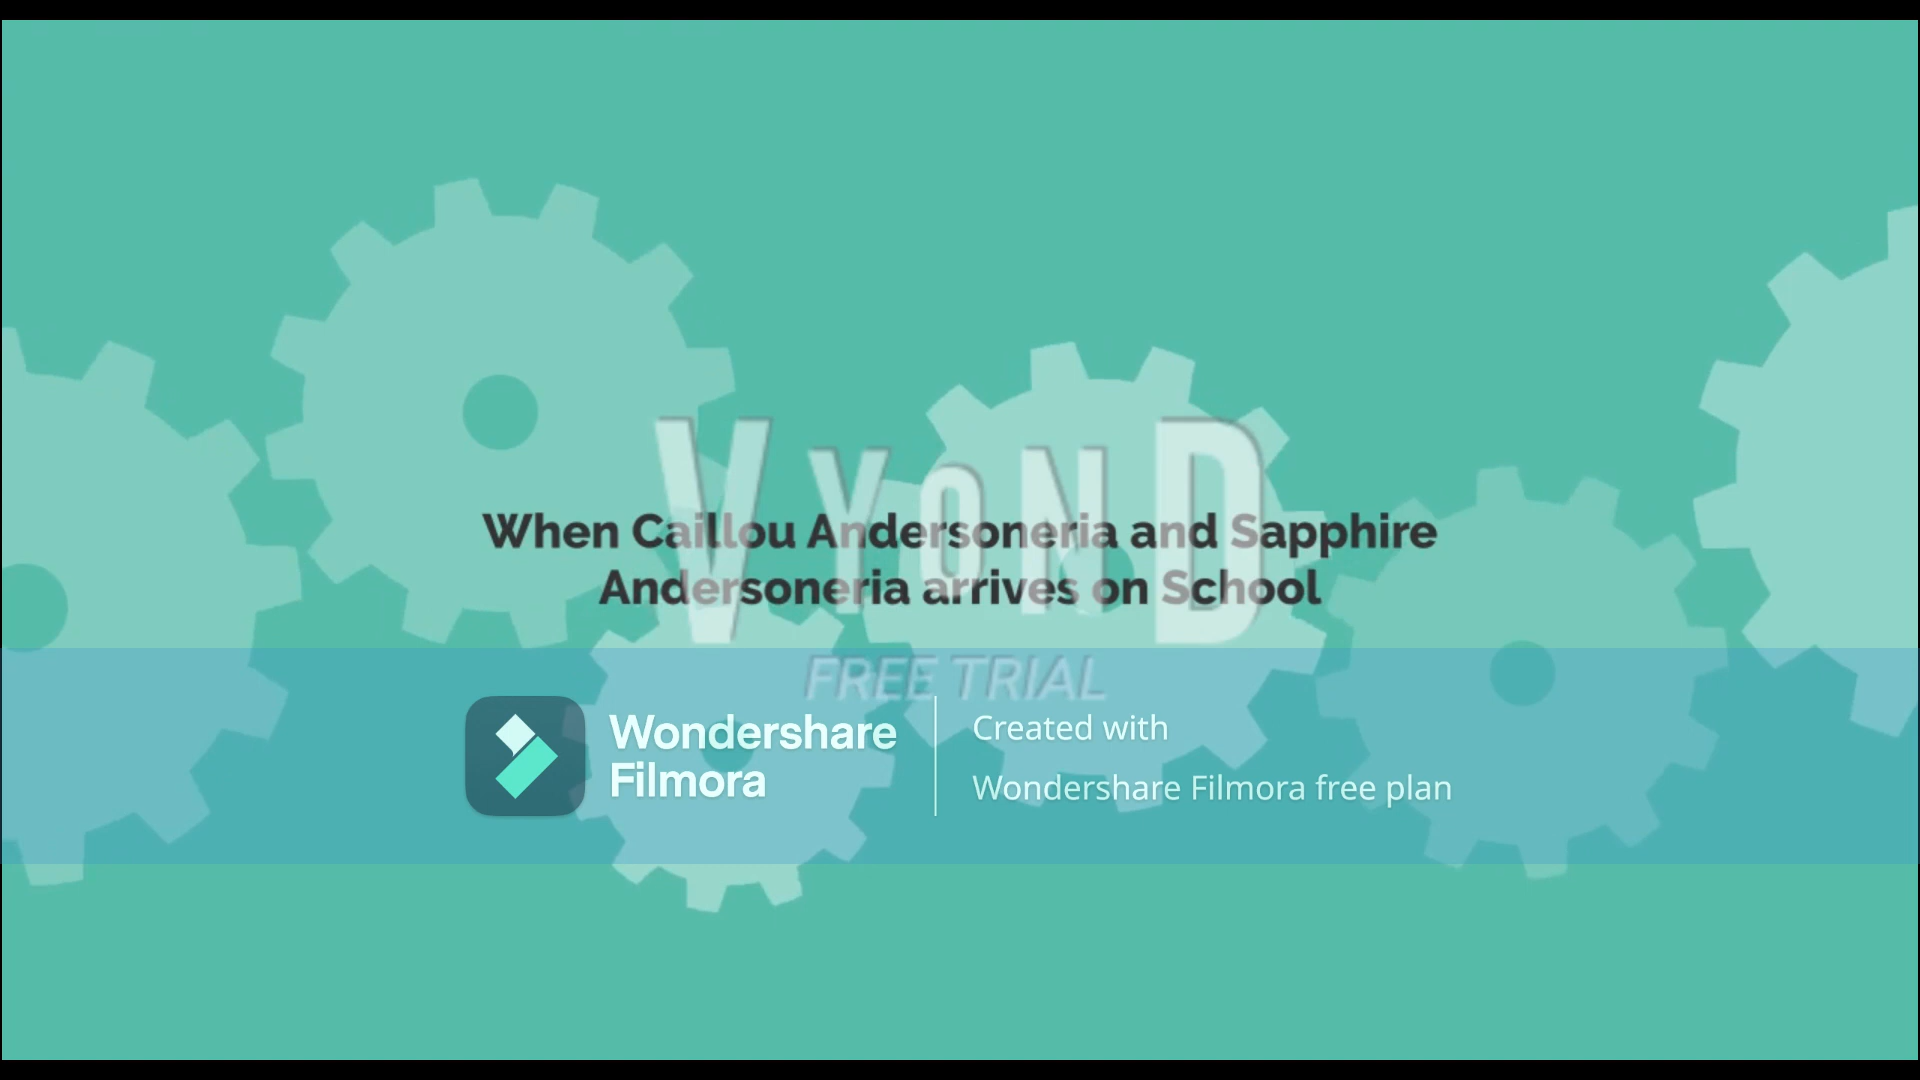 When Caillou Andersoneria and Sapphire
Andersoneria arrives on School
VYOND
FREE TRIAL
Wondershare
Filmora
Created with
Wondershare Filmora free plan